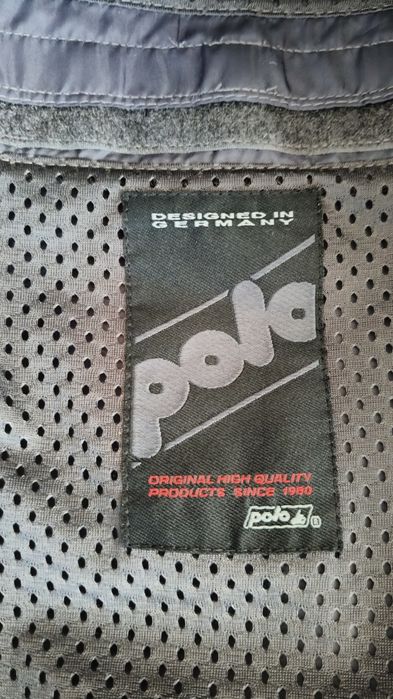 DESIGNED IN
GERMANY
polo
ORIGINAL HIGH QUALITY
PRODUCTS SINCE 1980
polo